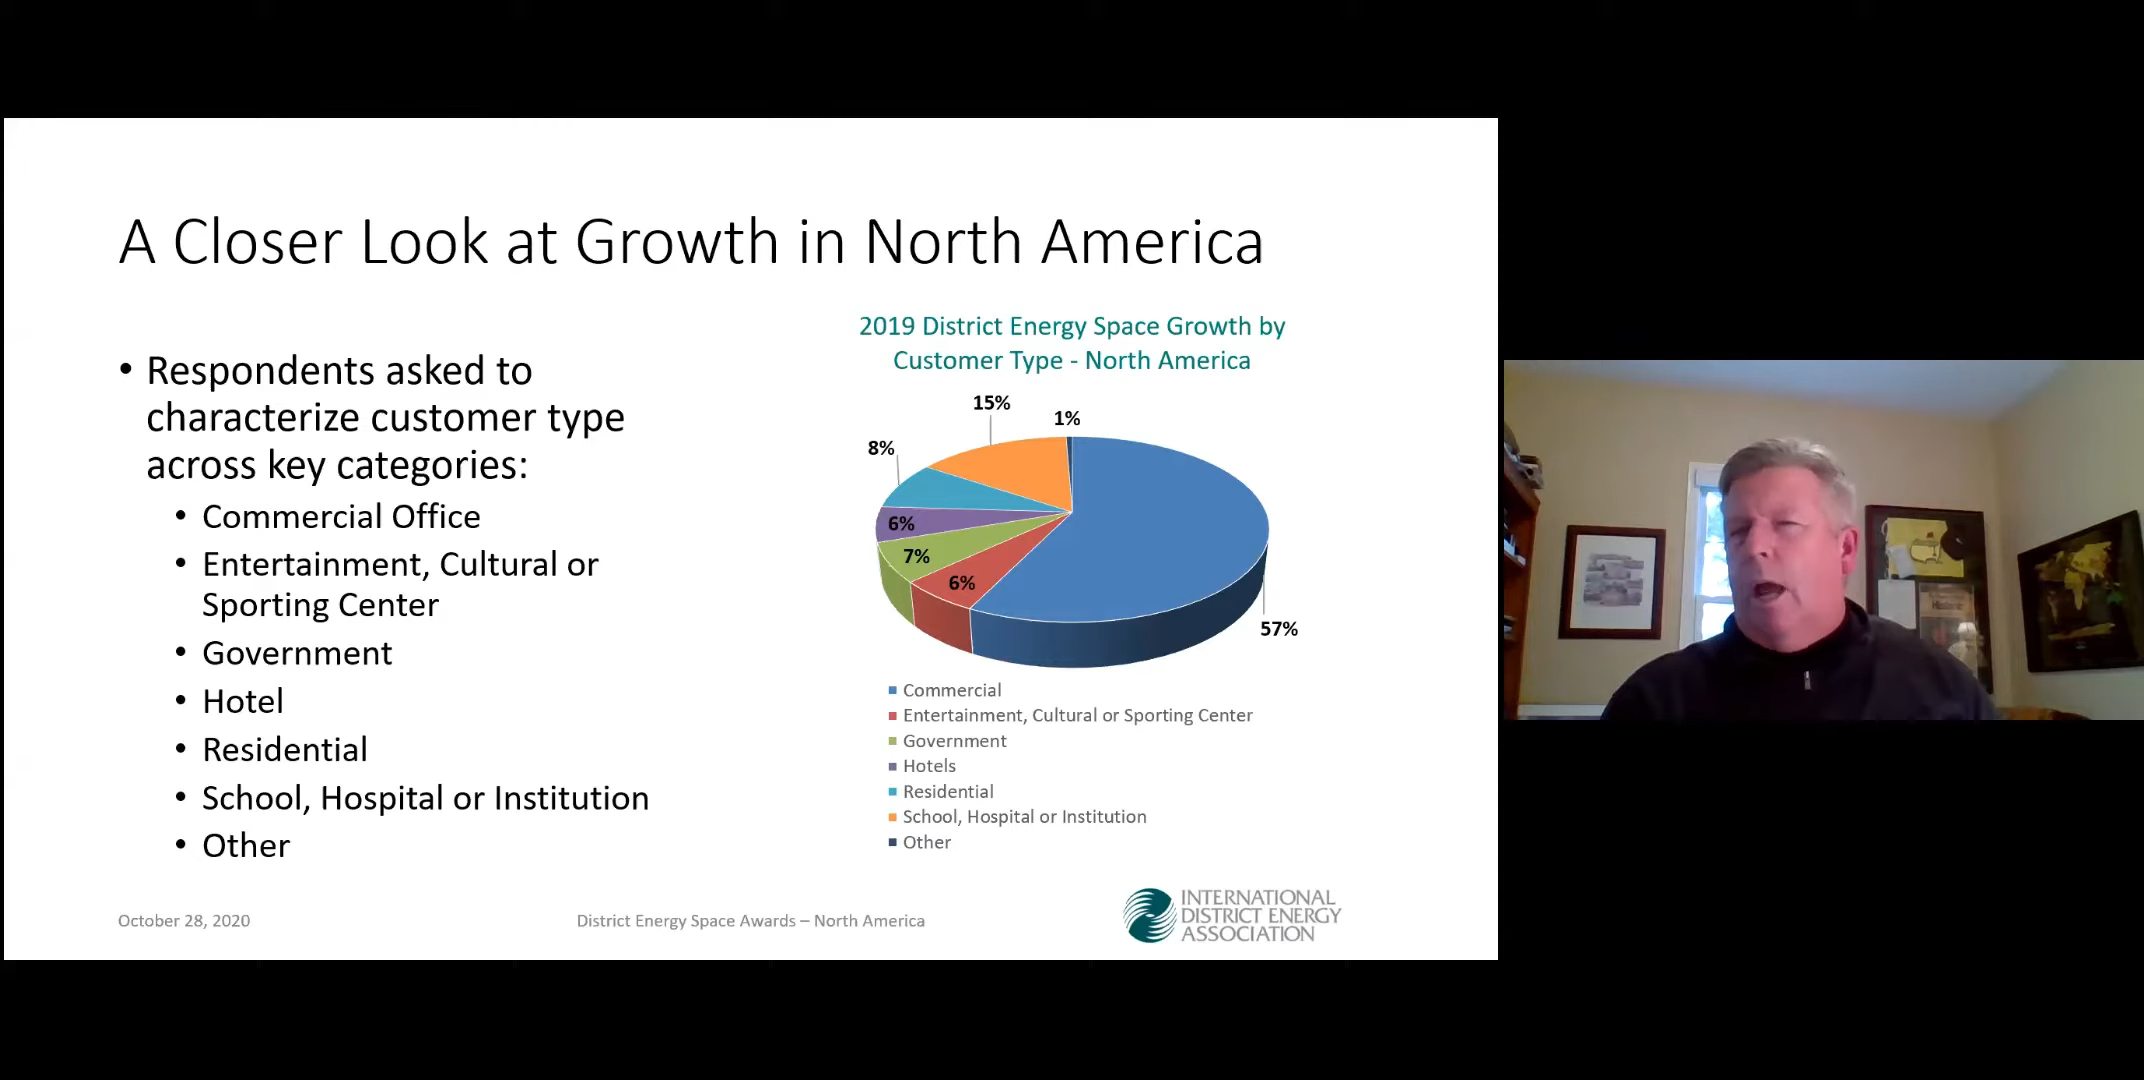 A Closer Look at Growth in North America
• Respondents asked to
characterize customer type
across key categories:
• Commercial Office
• Entertainment, Cultural or
Sporting Center
• Government
• Hotel
• Residential
• School, Hospital or Institution
• Other
2019 District Energy Space Growth by
Customer Type - North America
15%
1%
8%
6%
7%
6%
57%
Commercial
Entertainment, Cultural or Sporting Center
Government
Hotels
Residential
School, Hospital or Institution
Other
October 28, 2020
District Energy Space Awards – North America
INTERNATIONAL
DISTRICT ENERGY
ASSOCIATION